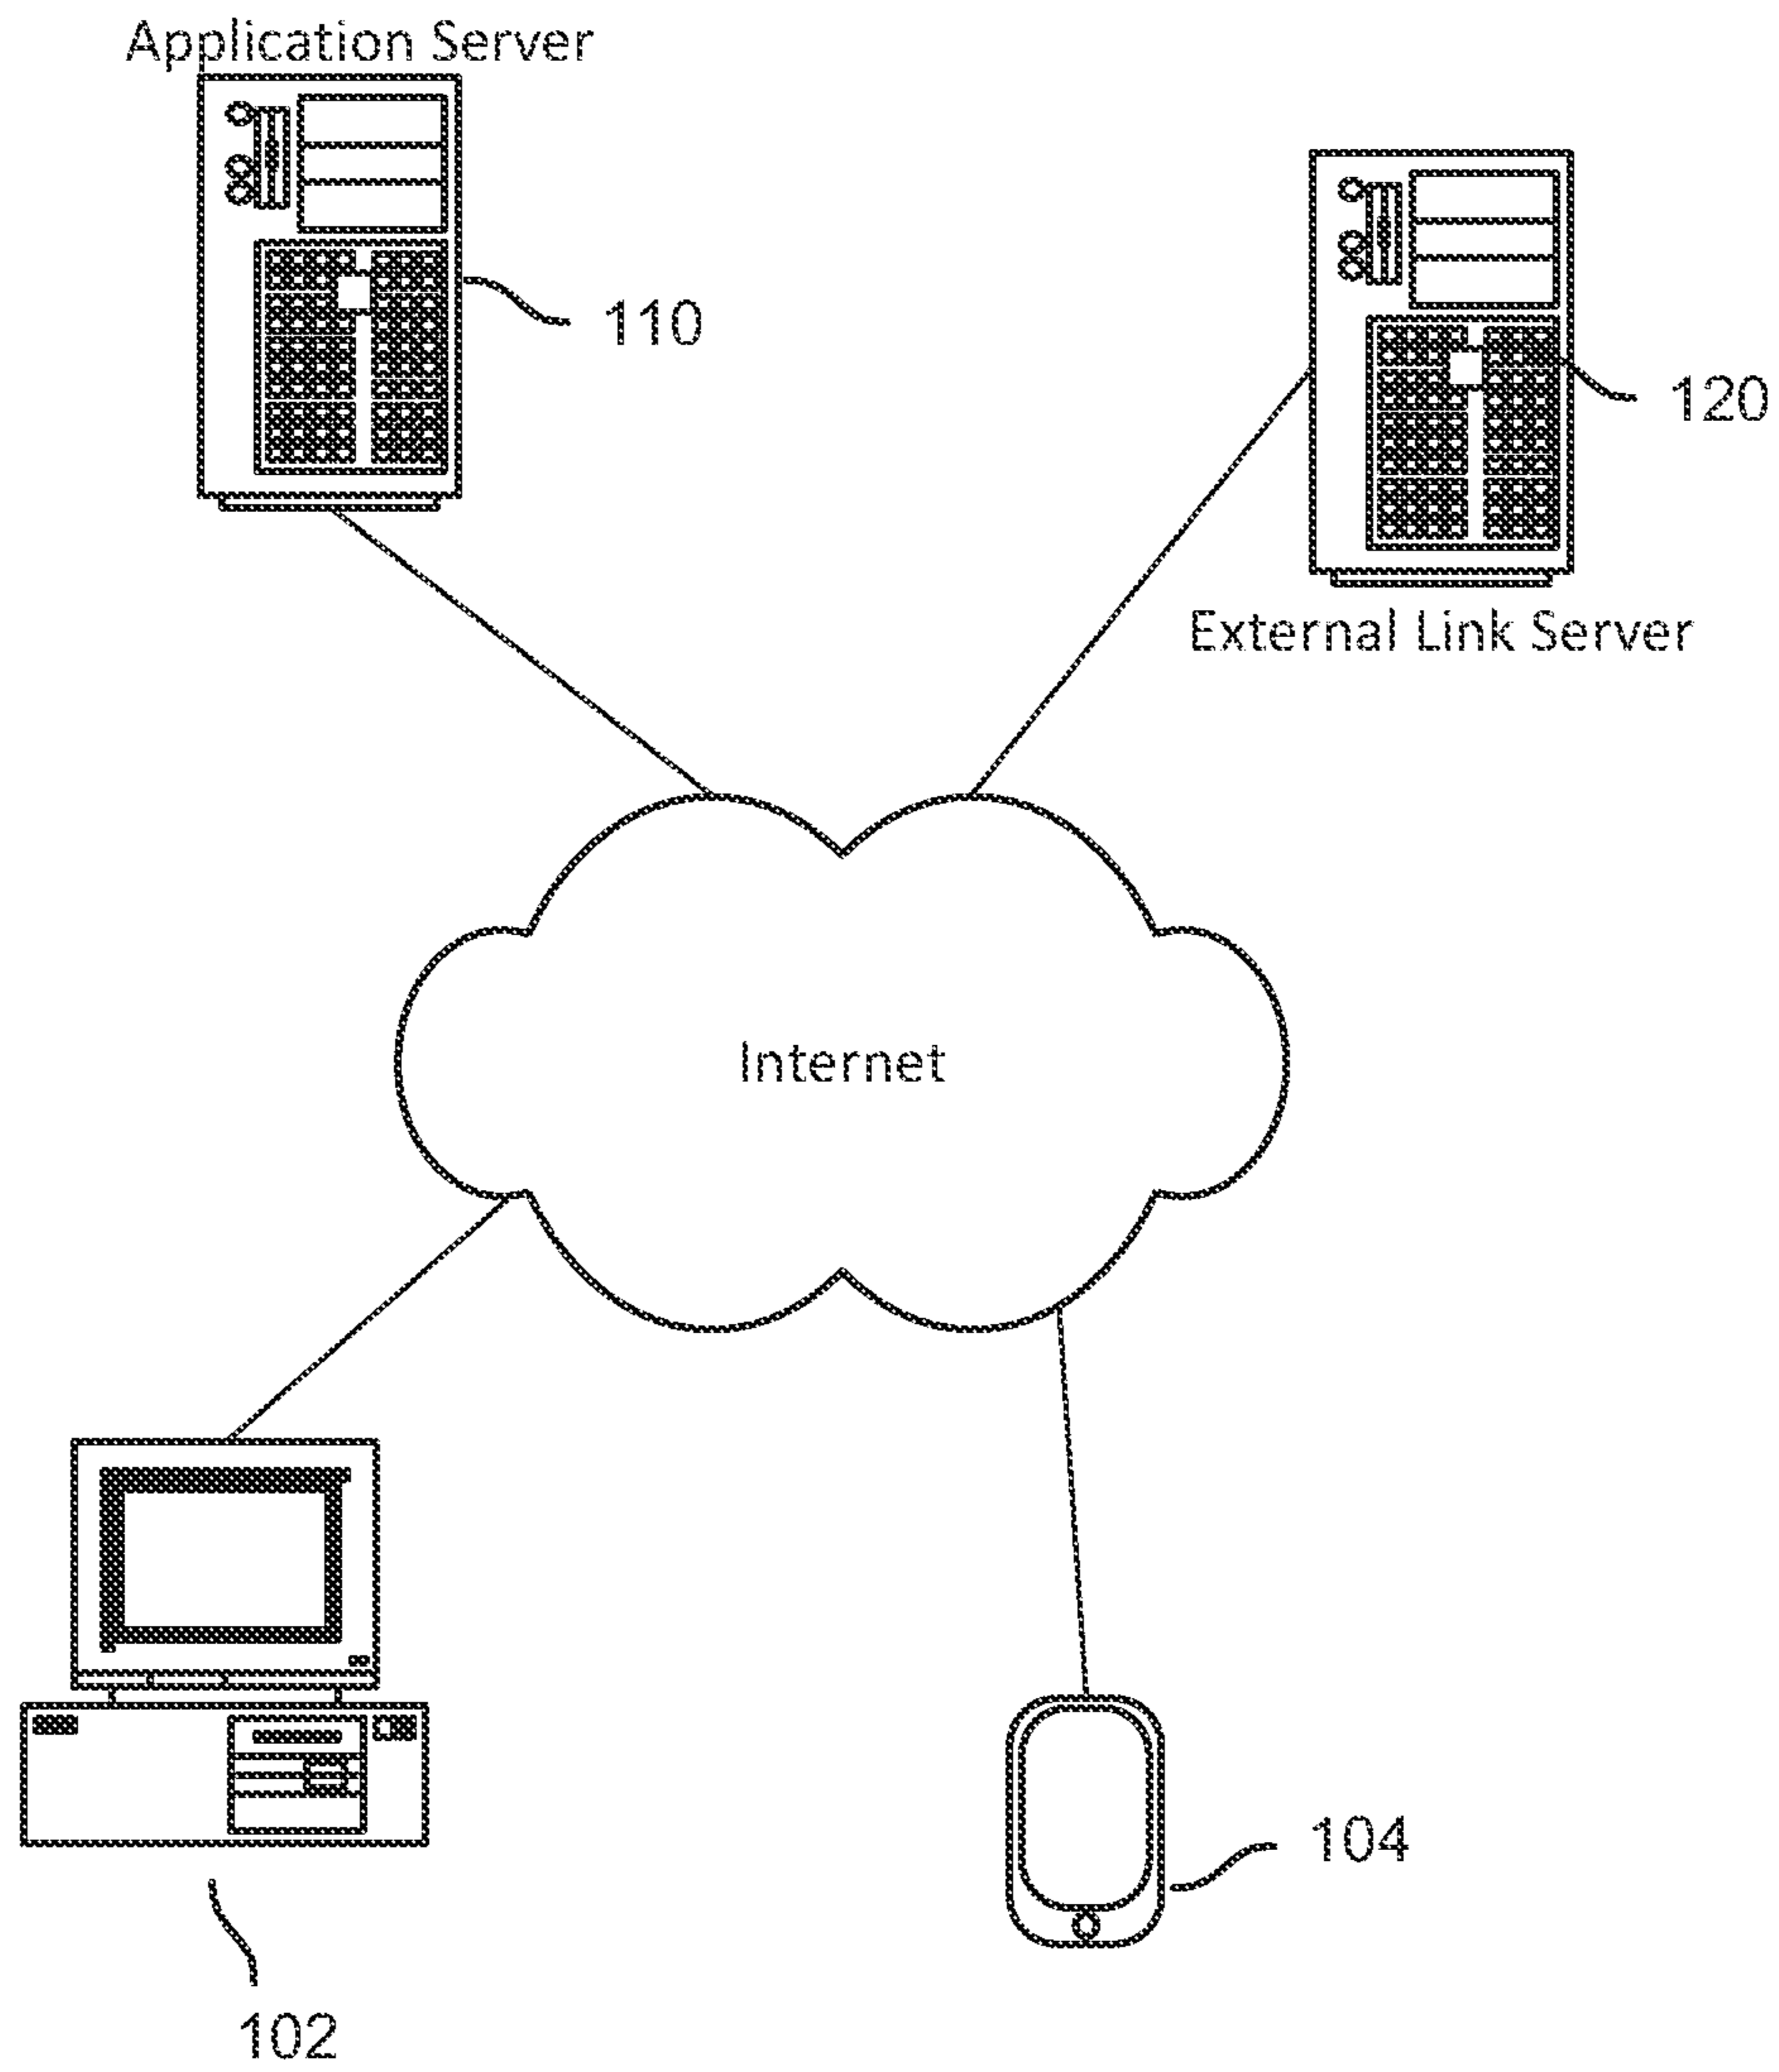 Application Server
110
120
External Link Server
Internet
104
102